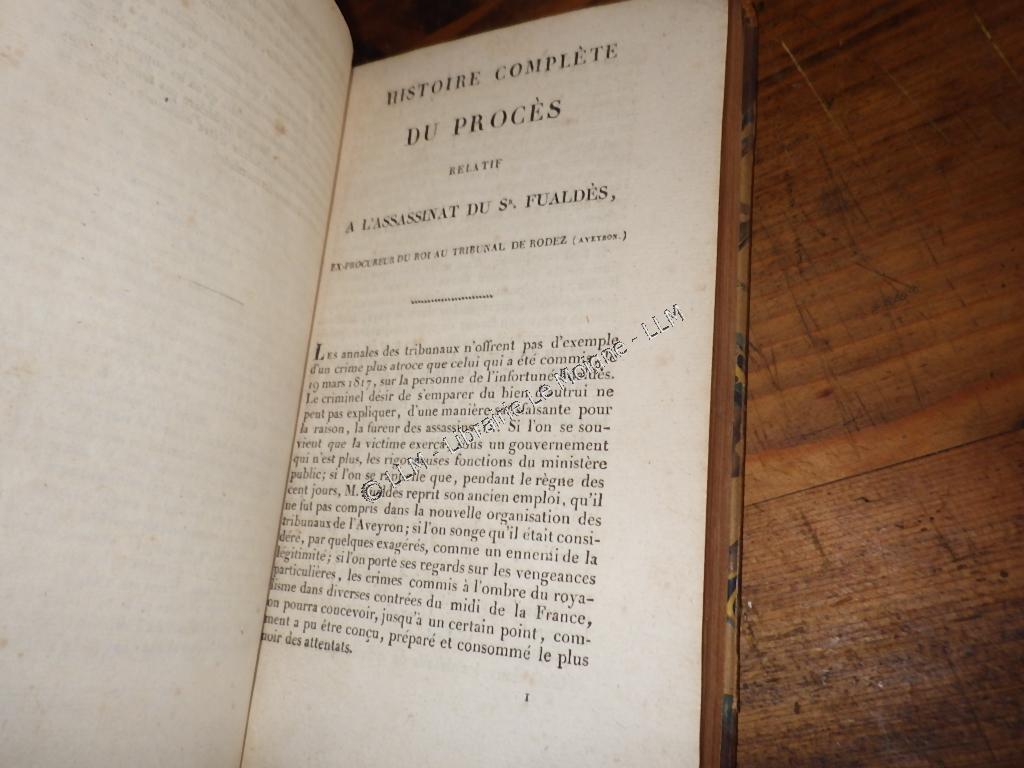 HISTOIRE COMPLÈTE
DU PROCÈS
RELATIF
A L'ASSASSINAT DU Sr. FUALDÈS,
EX-PROCUREUR DU ROI AU TRIBUNAL DE RODEZ (AVEYRON.)
LES annales des tribunaux n'offrent pas d'exemple
d'un crime plus atroce que celui qui a été commis
19 mars 1817, sur la personne de l'infortuné
Le criminel désir de s'emparer du bien d'autrui ne
peut pas expliquer, d'une manière satisfaisante pour
la raison, la fureur des assassins. Si l'on se sou-
vient que la victime exerça, sous un gouvernement
qui n'est plus, les rigoureuses fonctions du ministère
public; si l'on se rappelle que, pendant le règne des
cent jours, M. Fualdès reprit son ancien emploi, qu'il
ne fut pas compris dans la nouvelle organisation des
tribunaux de l'Aveyron; si l'on songe qu'il était consi-
déré, par quelques exagérés, comme un ennemi de la
légitimité; si l'on porte ses regards sur les vengeances
particulières, les crimes commis à l'ombre du roya-
lisme dans diverses contrées du midi de la France,
on pourra concevoir, jusqu'à un certain point, com-
ment a pu être conçu, préparé et consommé le plus
noir des attentats.
1
© LLM - Librairie Le Moigne - LLM